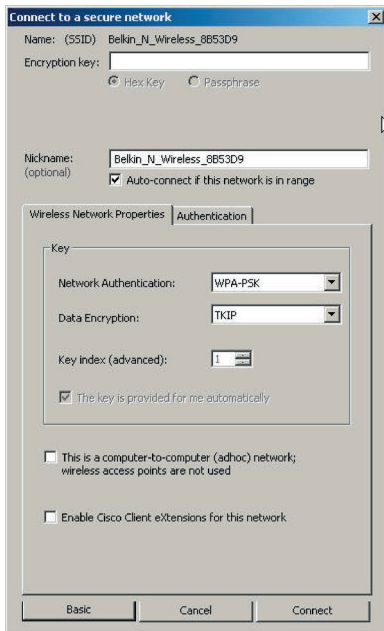 Connect to a secure network
Name: (SSID) Belkin_N_Wireless_8B53D9
Encryption key:
Hex Key Passphrase
Nickname: Belkin_N_Wireless_8B53D9
(optional)
Auto-connect if this network is in range
Wireless Network Properties Authentication
Key
Network Authentication: WPA-PSK
Data Encryption: TKIP
Key index (advanced): 1
The key is provided for me automatically
This is a computer-to-computer (adhoc) network;
wireless access points are not used
Enable Cisco Client eXtensions for this network
Basic Cancel Connect